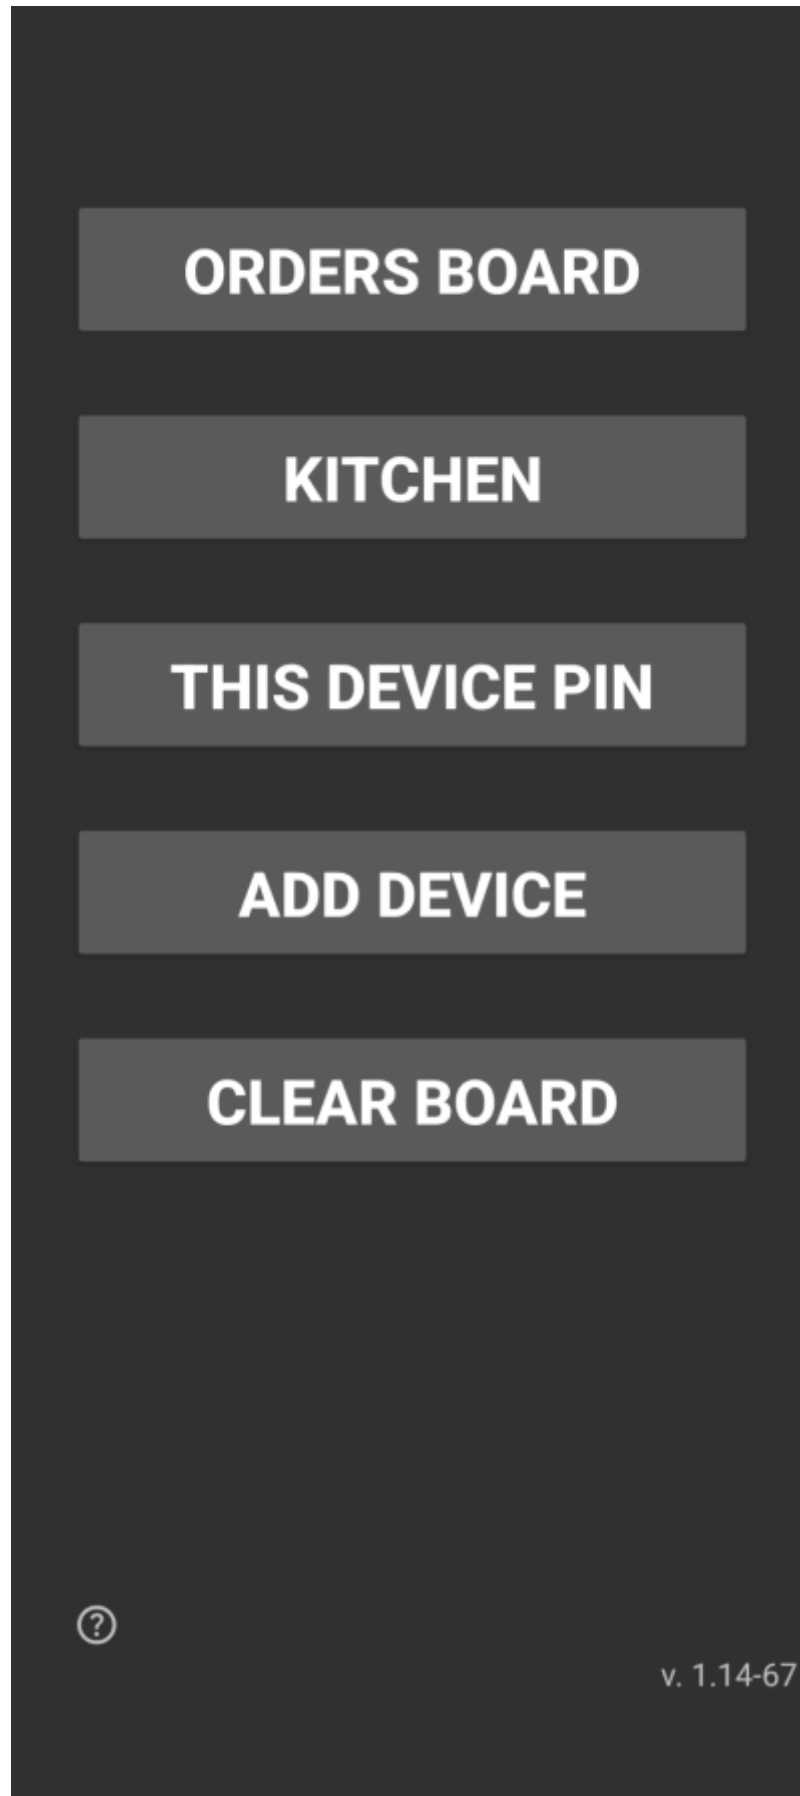 ORDERS BOARD
KITCHEN
THIS DEVICE PIN
ADD DEVICE
CLEAR BOARD
?
v. 1.14-67